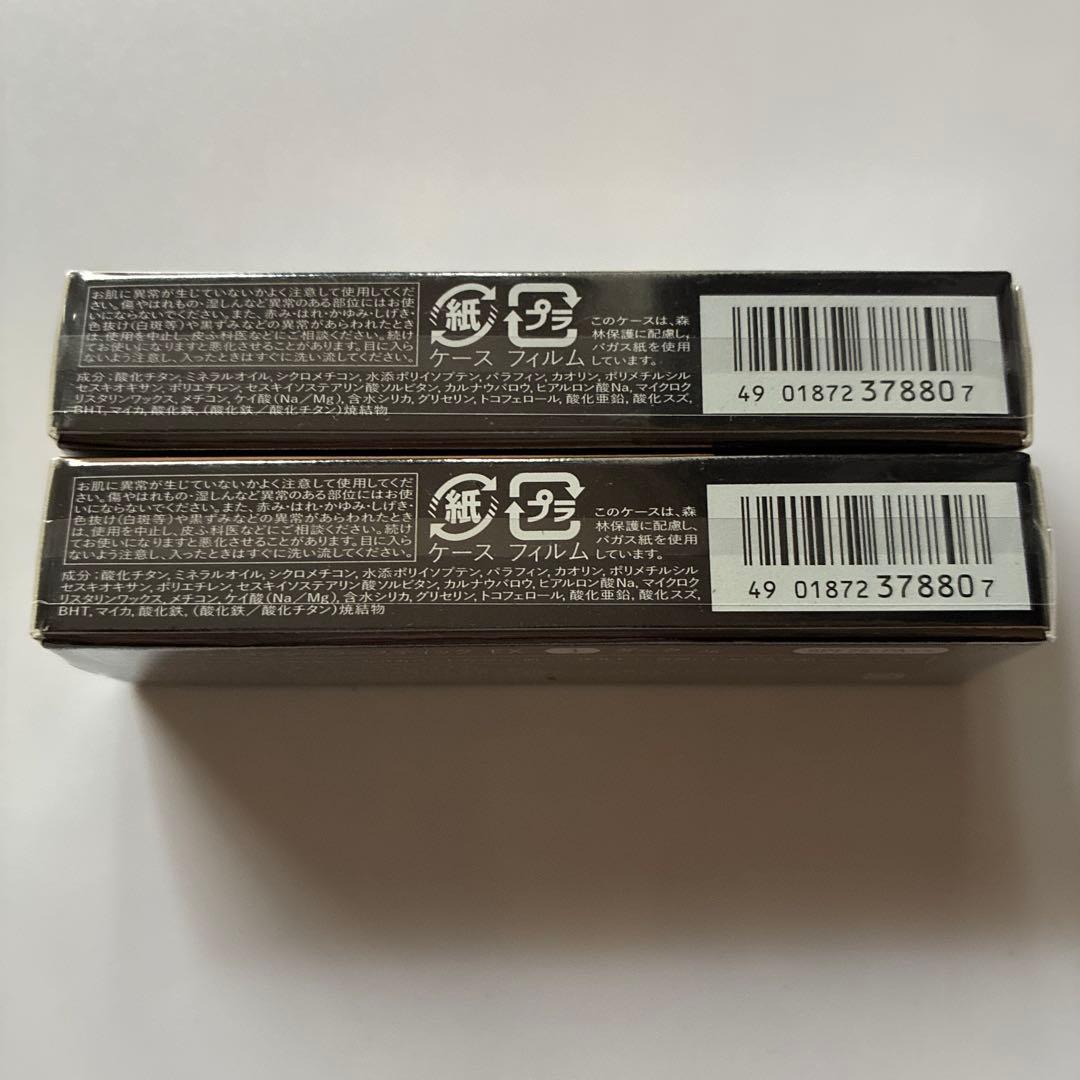 お肌に異常が生じていないかよく注意して使用してくだ
さい。傷やはれもの・湿しんなど異常のある部位にはお使
いにならないでください。また、赤み・はれ・かゆみ・しげき・
色抜け(白斑等)や黒ずみなどの異常があらわれたとき
は、使用を中止し、皮ふ科医などにご相談ください。続け
てお使いになりますと悪化させることがあります。目に入ら
ないよう注意し、入ったときはすぐに洗い流してください。
紙
プラ
ケース フィルム
このケースは、森
林保護に配慮し、
バガス紙を使用
しています。
成分:酸化チタン, ミネラルオイル, シクロメチコン, 水添ポリイソブテン, パラフィン, カオリン, ポリメチルシル
セスキオキサン, ポリエチレン, セスキイソステアリン酸ソルビタン, カルナウバロウ, ヒアルロン酸Na, マイクロク
リスタリンワックス, メチコン, ケイ酸(Na/Mg), 含水シリカ, グリセリン, トコフェロール, 酸化亜鉛, 酸化スズ,
BHT, マイカ, 酸化鉄, (酸化鉄/酸化チタン)焼結物
49 01872 37880 7
お肌に異常が生じていないかよく注意して使用してくだ
さい。傷やはれもの・湿しんなど異常のある部位にはお使
いにならないでください。また、赤み・はれ・かゆみ・しげき・
色抜け(白斑等)や黒ずみなどの異常があらわれたとき
は、使用を中止し、皮ふ科医などにご相談ください。続け
てお使いになりますと悪化させることがあります。目に入ら
ないよう注意し、入ったときはすぐに洗い流してください。
紙
プラ
ケース フィルム
このケースは、森
林保護に配慮し、
バガス紙を使用
しています。
成分:酸化チタン, ミネラルオイル, シクロメチコン, 水添ポリイソブテン, パラフィン, カオリン, ポリメチルシル
セスキオキサン, ポリエチレン, セスキイソステアリン酸ソルビタン, カルナウバロウ, ヒアルロン酸Na, マイクロク
リスタリンワックス, メチコン, ケイ酸(Na/Mg), 含水シリカ, グリセリン, トコフェロール, 酸化亜鉛, 酸化スズ,
BHT, マイカ, 酸化鉄, (酸化鉄/酸化チタン)焼結物
49 01872 37880 7